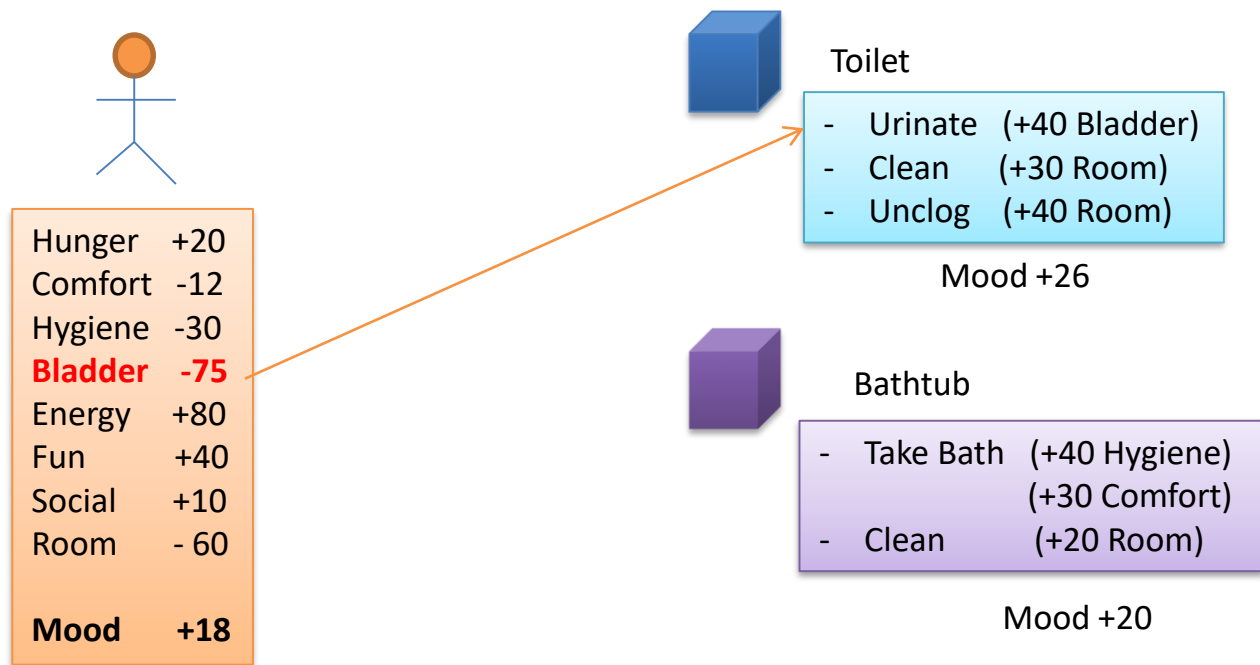 Hunger +20
Comfort -12
Hygiene -30
Bladder -75
Energy +80
Fun +40
Social +10
Room - 60
Mood +18
Toilet
- Urinate (+40 Bladder)
- Clean (+30 Room)
- Unclog (+40 Room)
Mood +26
Bathtub
- Take Bath (+40 Hygiene)
(+30 Comfort)
- Clean (+20 Room)
Mood +20